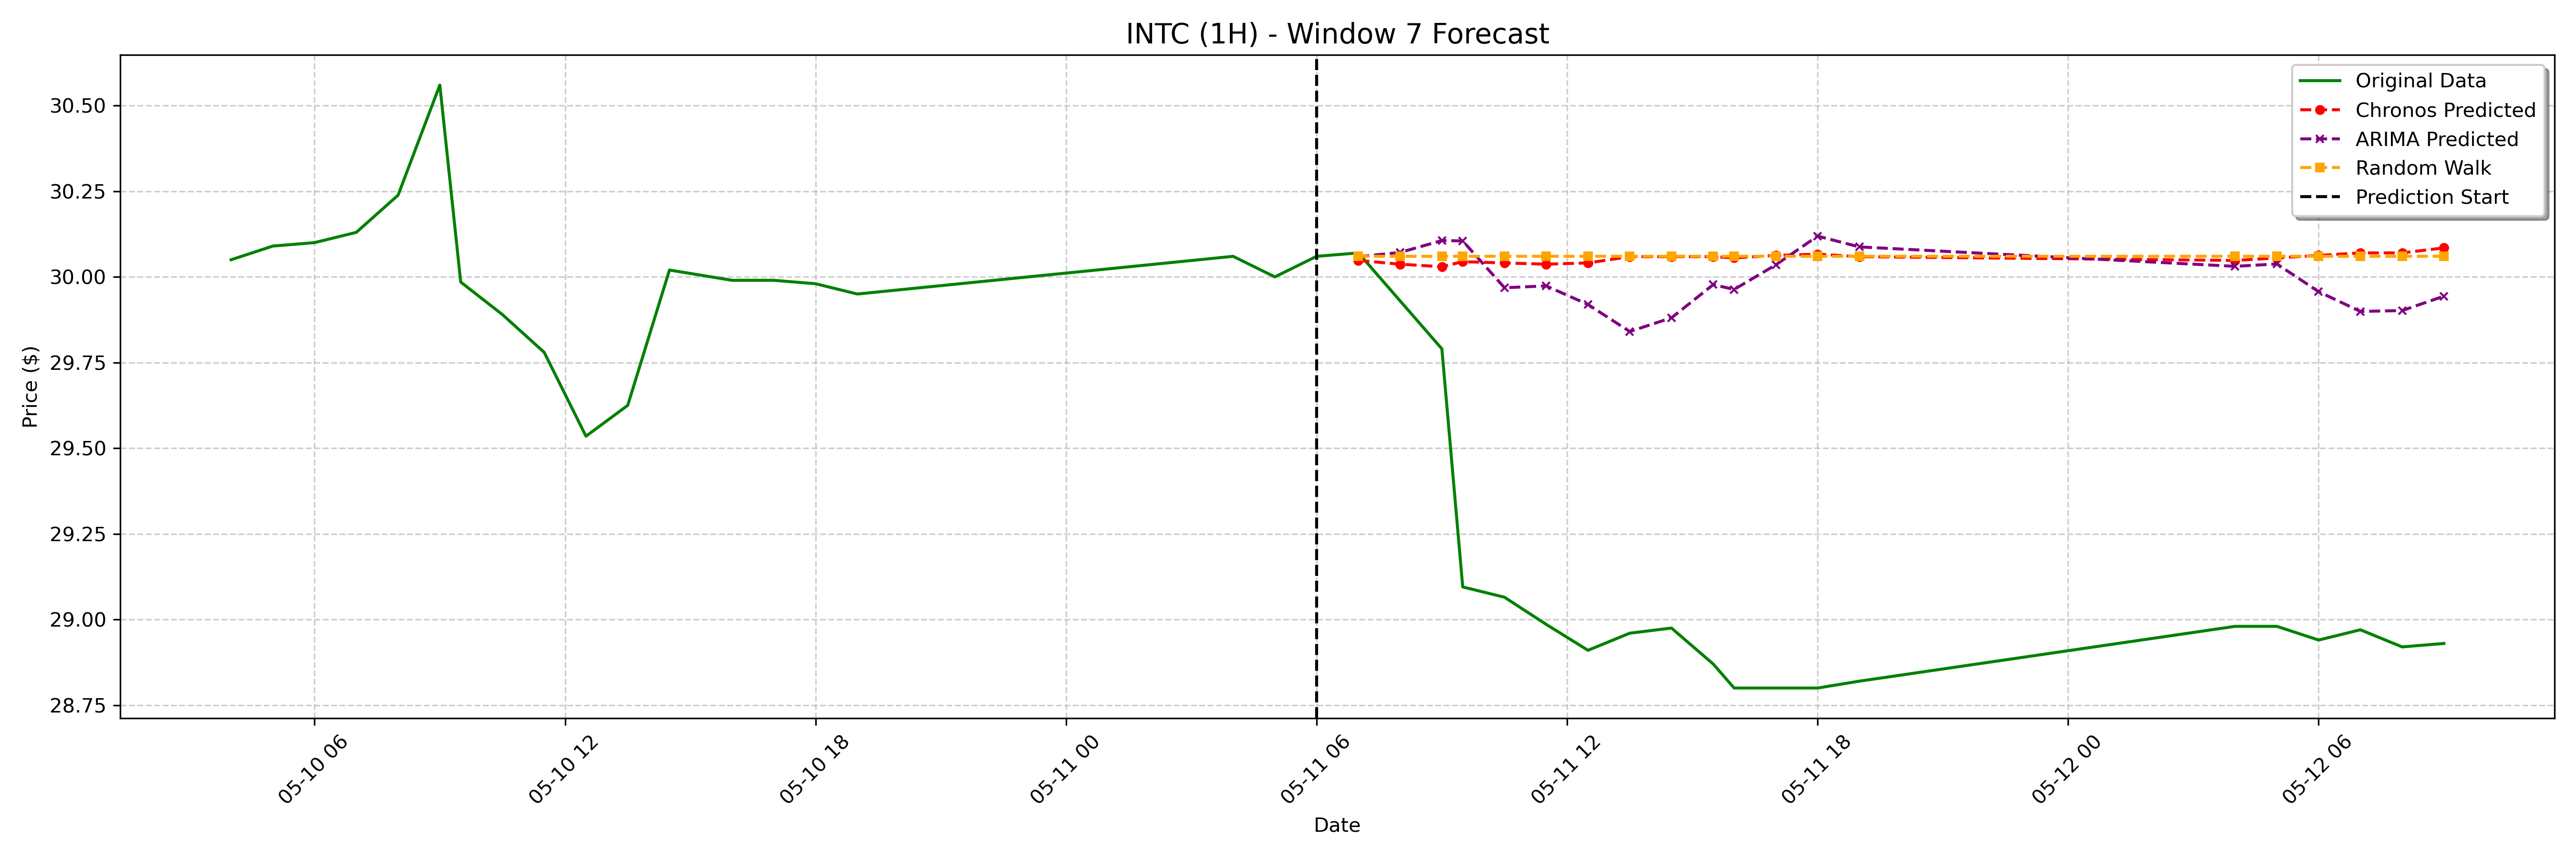 INTC (1H) - Window 7 Forecast
Price ($)
30.50
30.25
30.00
29.75
29.50
29.25
29.00
28.75
Original Data
Chronos Predicted
ARIMA Predicted
Random Walk
Prediction Start
05-10 06
05-10 12
05-10 18
05-11 00
05-11 06
05-11 12
05-11 18
05-12 00
05-12 06
Date